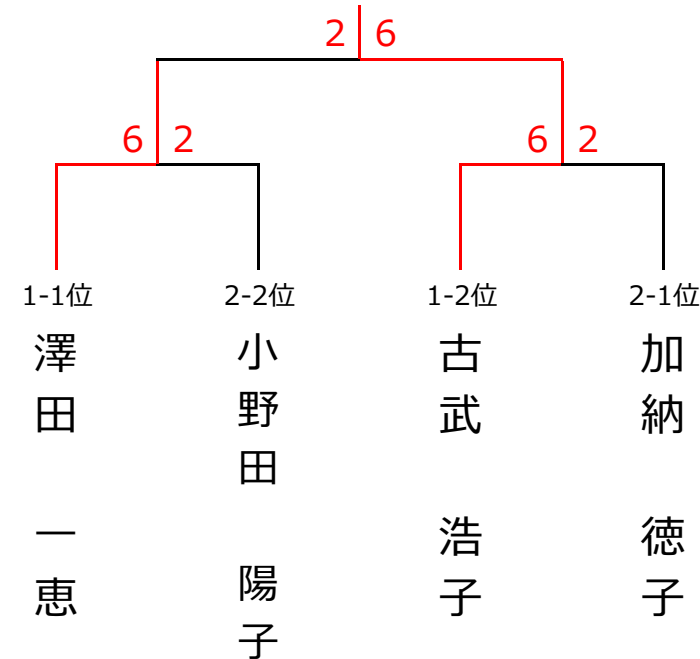 2 6
6 2
6 2
1-1位
2-2位
1-2位
2-1位
澤田 一恵
小野田 陽子
古武 浩子
加納 徳子